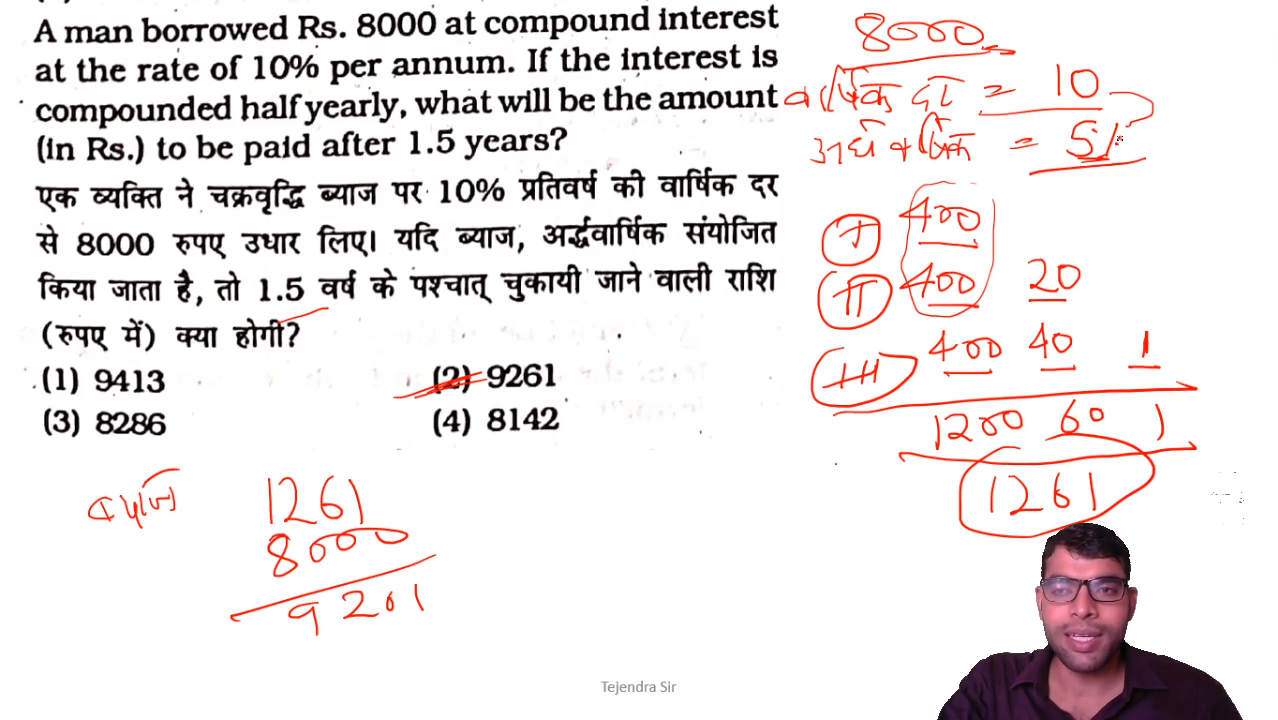 A man borrowed Rs. 8000 at compound interest
at the rate of 10% per annum. If the interest is
compounded half yearly, what will be the amount
(in Rs.) to be paid after 1.5 years?
एक व्यक्ति ने चक्रवृद्धि ब्याज पर 10% प्रतिवर्ष की वार्षिक दर
से 8000 रुपए उधार लिए। यदि ब्याज, अर्द्धवार्षिक संयोजित
किया जाता है, तो 1.5 वर्ष के पश्चात् चुकायी जाने वाली राशि
(रुपए में) क्या होगी?
(1) 9413 (2) 9261
(3) 8286 (4) 8142
8000
वार्षिक दर = 10
अर्ध वार्षिक = 5%
I 400
II 400 20
III 400 40 1
1200 60 1
1261
ब्याज 1261
8000
9201
Tejendra Sir